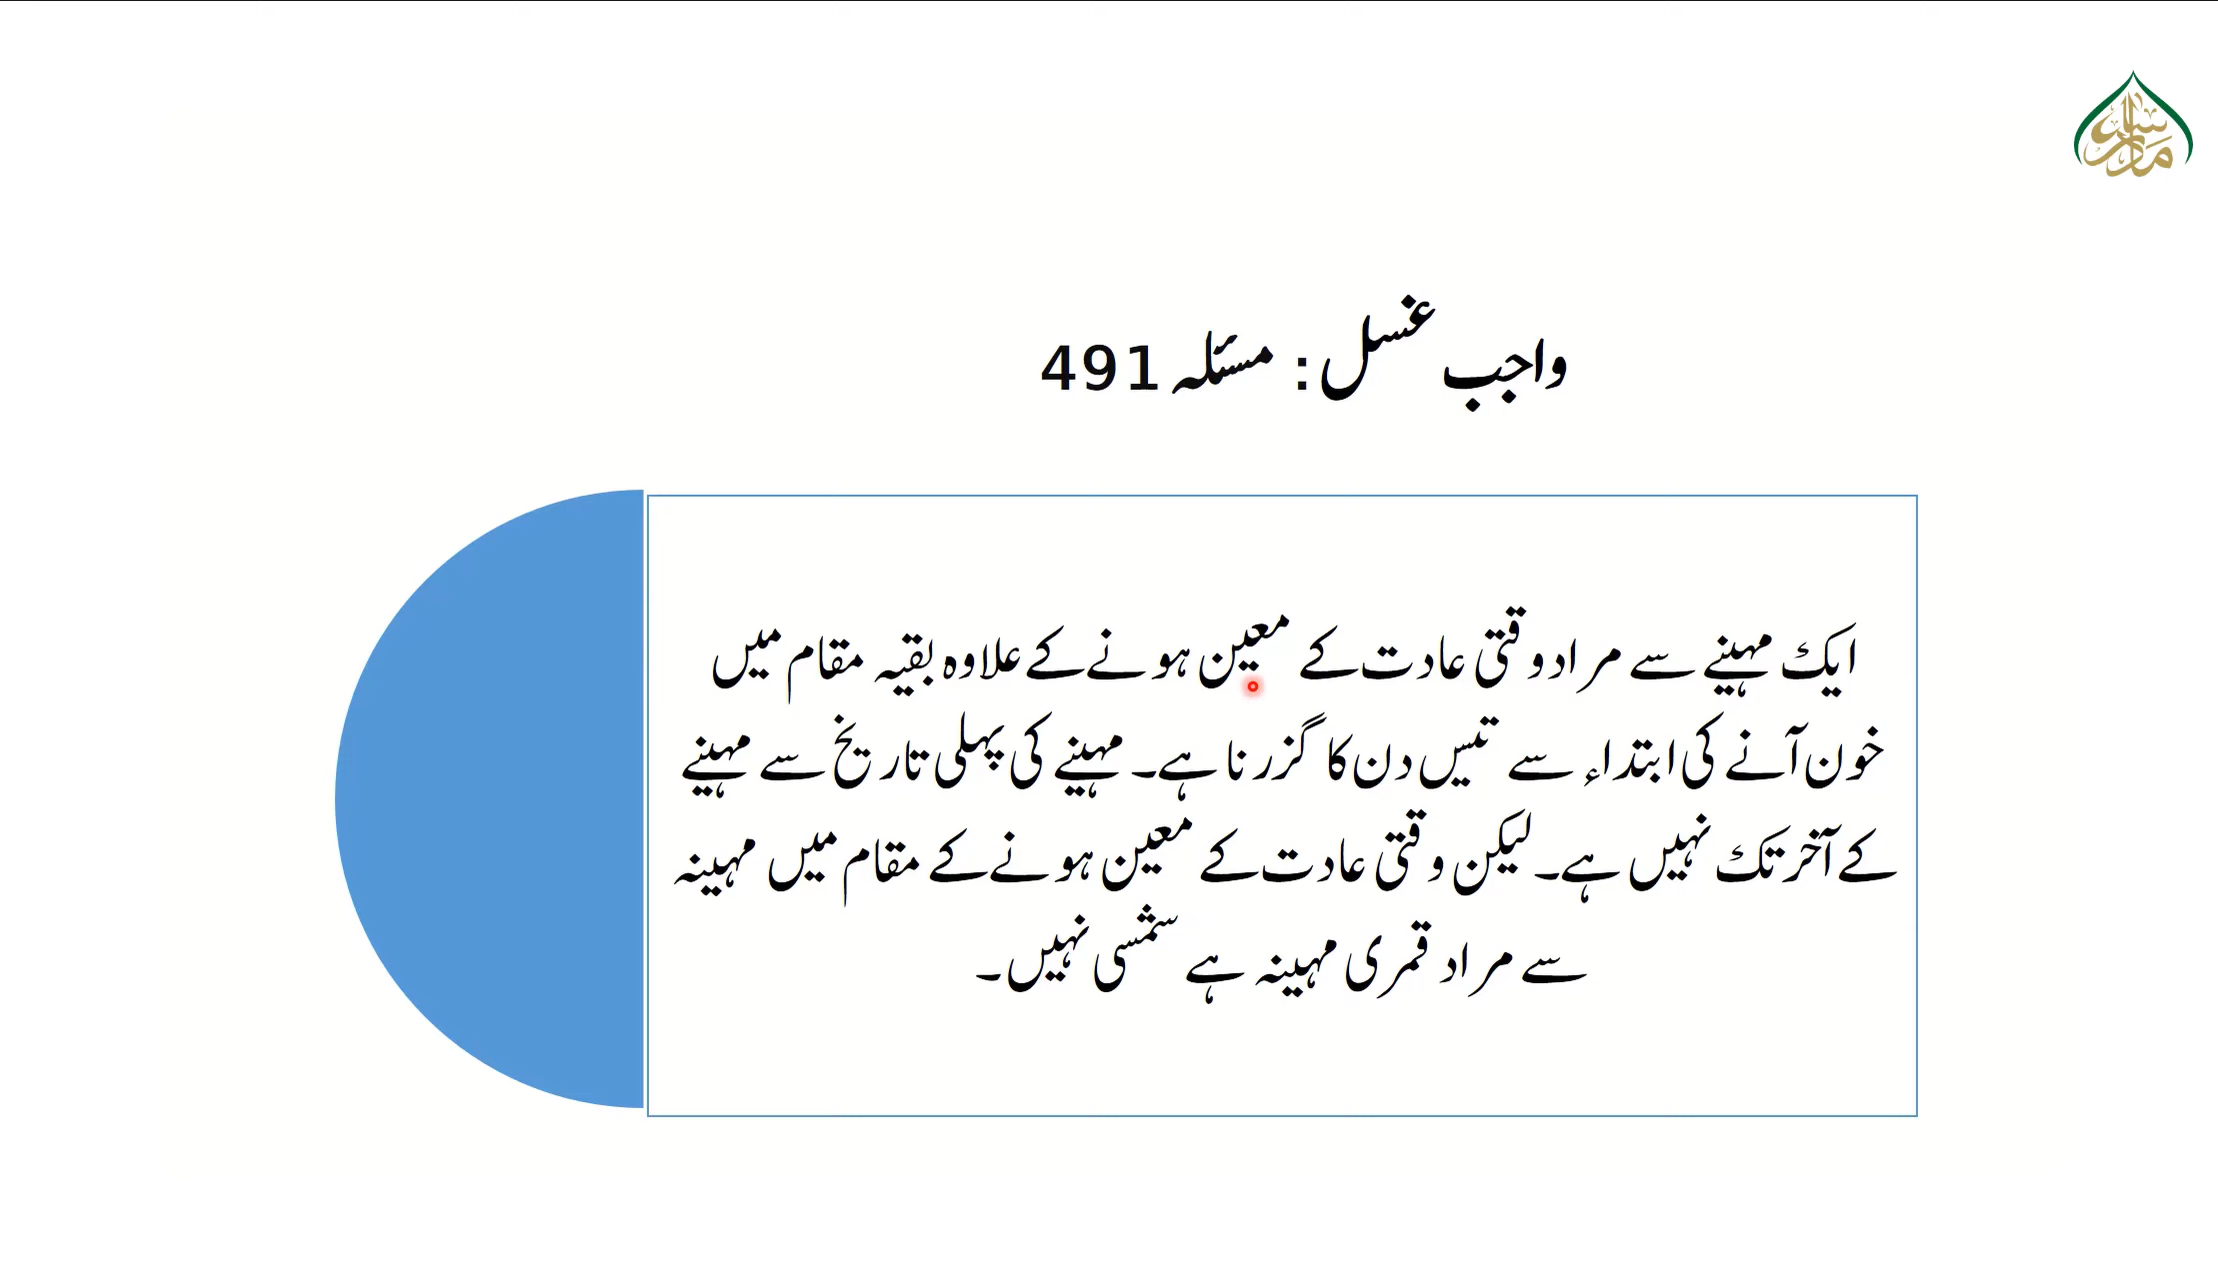 واجب غسل: مسئلہ 491
ایک مہینے سے مراد وقتی عادت کے معین ہونے کے علاوہ بقیہ مقام میں
خون آنے کی ابتداء سے تیس دن کا گزرنا ہے۔ مہینے کی پہلی تاریخ سے مہینے
کے آخر تک نہیں ہے۔ لیکن وقتی عادت کے معین ہونے کے مقام میں مہینہ
سے مراد قمری مہینہ ہے شمسی نہیں۔